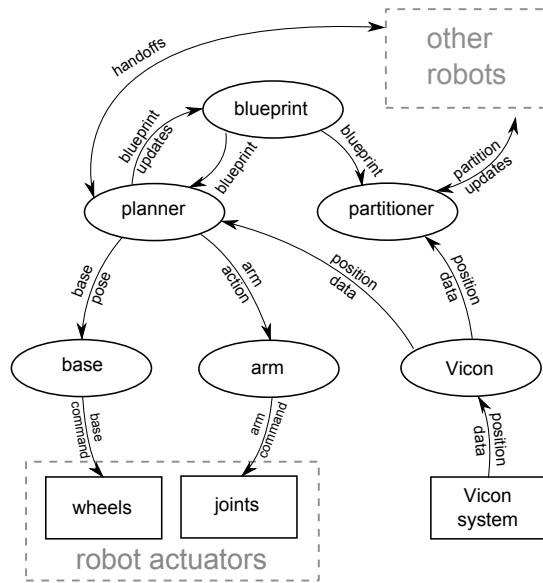 other
robots
handoffs
blueprint
blueprint
updates
blueprint
blueprint
partition
updates
planner
partitioner
base
pose
arm
action
position
data
position
data
base
arm
Vicon
base
command
arm
command
position
data
wheels
joints
Vicon
system
robot actuators